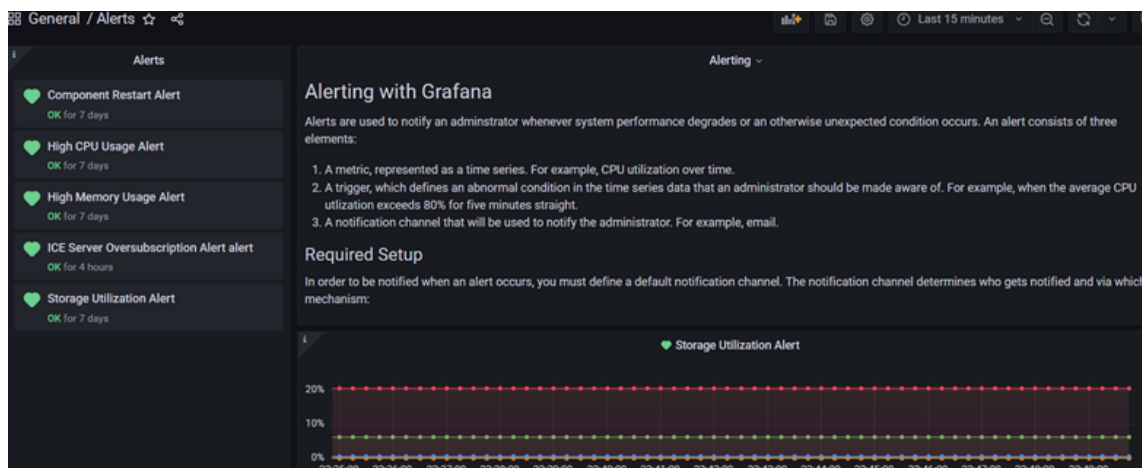 General / Alerts
Last 15 minutes
Alerts
Component Restart Alert
OK for 7 days
High CPU Usage Alert
OK for 7 days
High Memory Usage Alert
OK for 7 days
ICE Server Oversubscription Alert alert
OK for 4 hours
Storage Utilization Alert
OK for 7 days
Alerting
Alerting with Grafana
Alerts are used to notify an adminstrator whenever system performance degrades or an otherwise unexpected condition occurs. An alert consists of three
elements:
1. A metric, represented as a time series. For example, CPU utilization over time.
2. A trigger, which defines an abnormal condition in the time series data that an administrator should be made aware of. For example, when the average CPU
utlization exceeds 80% for five minutes straight.
3. A notification channel that will be used to notify the administrator. For example, email.
Required Setup
In order to be notified when an alert occurs, you must define a default notification channel. The notification channel determines who gets notified and via which
mechanism:
Storage Utilization Alert
20%
10%
0%